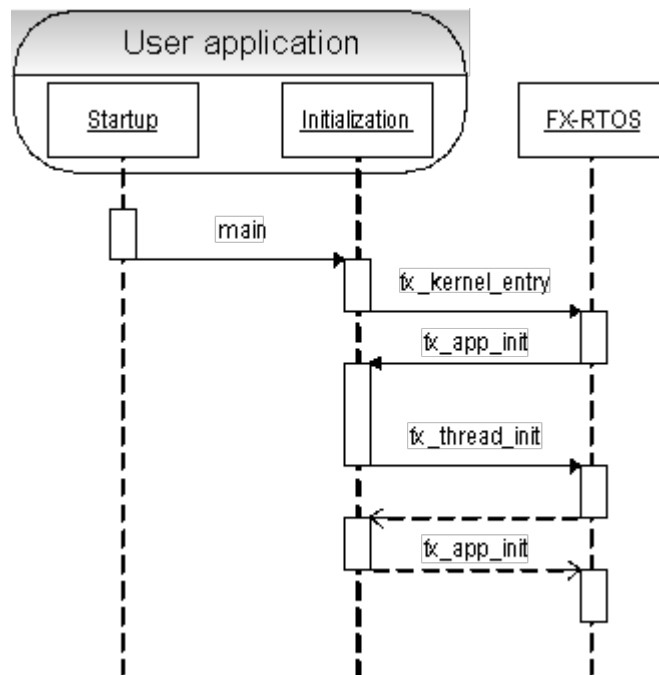 User application
Startup
Initialization
FX-RTOS
main
fx_kernel_entry
fx_app_init
fx_thread_init
fx_app_init